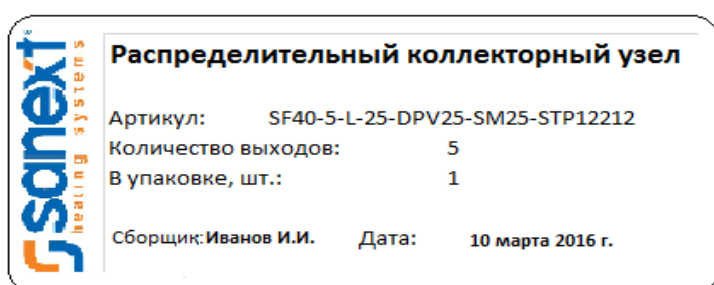 sanext®
heating systems
Распределительный коллекторный узел
Артикул: SF40-5-L-25-DPV25-SM25-STP12212
Количество выходов: 5
В упаковке, шт.: 1
Сборщик: Иванов И.И. Дата: 10 марта 2016 г.